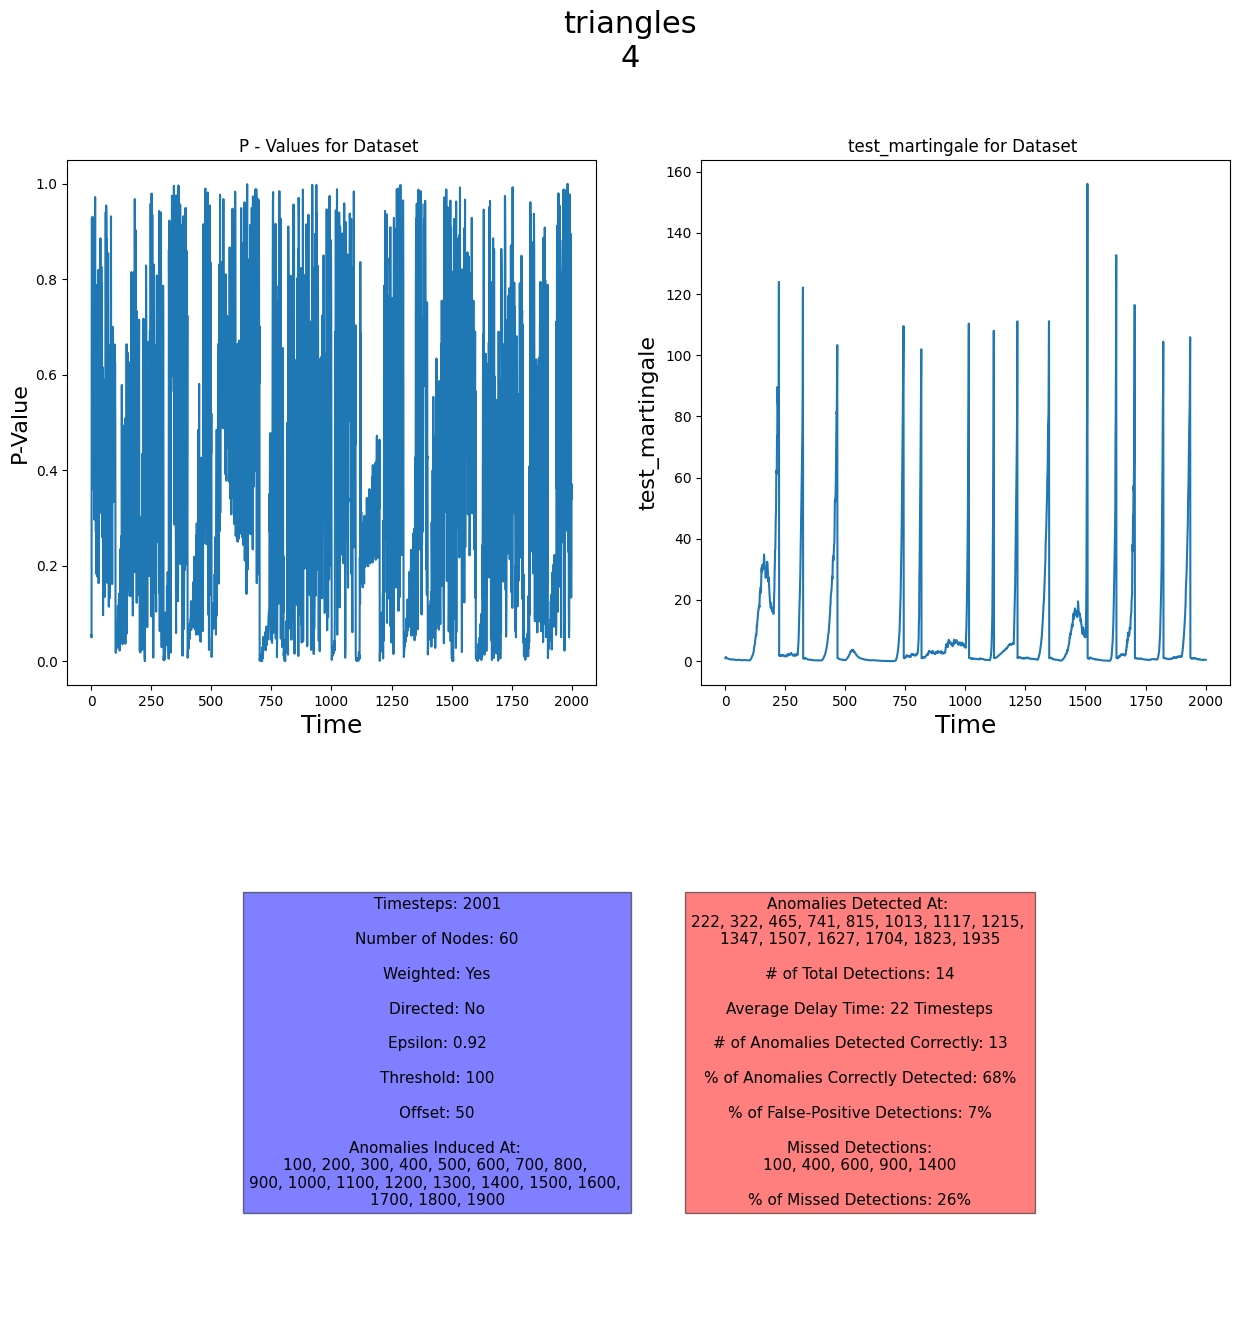 triangles
4
P - Values for Dataset
P-Value
1.0
0.8
0.6
0.4
0.2
0.0
0 250 500 750 1000 1250 1500 1750 2000
Time
test_martingale for Dataset
test_martingale
160
140
120
100
80
60
40
20
0
0 250 500 750 1000 1250 1500 1750 2000
Time
Timesteps: 2001
Number of Nodes: 60
Weighted: Yes
Directed: No
Epsilon: 0.92
Threshold: 100
Offset: 50
Anomalies Induced At:
100, 200, 300, 400, 500, 600, 700, 800,
900, 1000, 1100, 1200, 1300, 1400, 1500, 1600,
1700, 1800, 1900
Anomalies Detected At:
222, 322, 465, 741, 815, 1013, 1117, 1215,
1347, 1507, 1627, 1704, 1823, 1935
# of Total Detections: 14
Average Delay Time: 22 Timesteps
# of Anomalies Detected Correctly: 13
% of Anomalies Correctly Detected: 68%
% of False-Positive Detections: 7%
Missed Detections:
100, 400, 600, 900, 1400
% of Missed Detections: 26%